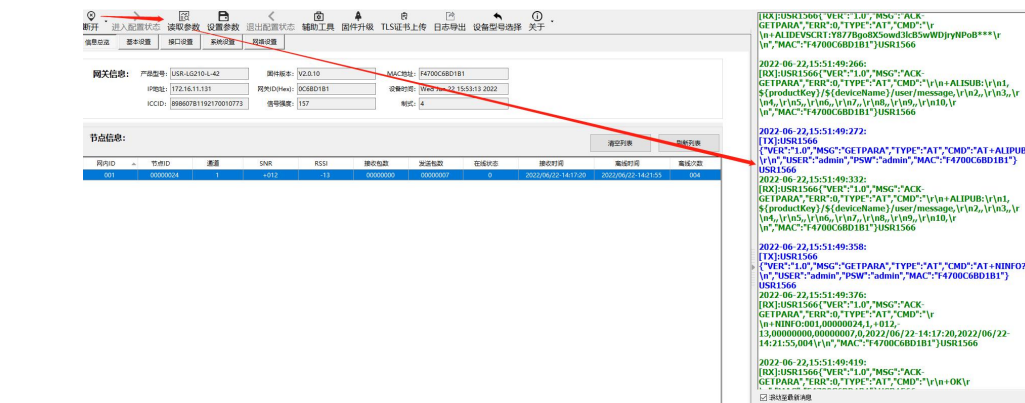 断开 进入配置状态 读取参数 设置参数 退出配置状态 辅助工具 固件升级 TLS证书上传 日志导出 设备型号选择 关于
信息总览 基本设置 接口设置 系统设置 网络设置
网关信息: 产品型号: USR-LG210-L-42 固件版本: V2.0.10 MAC地址: F4700C6BD1B1
IP地址: 172.16.11.131 网关ID(Hex): 0C6BD1B1 设备时间: Wed Jun 22 15:53:13 2022
ICCID: 898607B1192170010773 信号强度: 157 制式: 4
节点信息: 清空列表 刷新列表
网内ID 节点ID 通道 SNR RSSI 接收包数 发送包数 在线状态 接收时间 离线时间 离线次数
001 00000024 1 +012 -13 00000000 00000007 0 2022/06/22-14:17:20 2022/06/22-14:21:55 004
[RX]:USR1566{"VER":"1.0","MSG":"ACK-
GETPARA","ERR":0,"TYPE":"AT","CMD":"\r
\n+ALIDEVSCRT:Y877Bgo8X5owd3lcB5wWDjryNPoB***\r
\n","MAC":"F4700C6BD1B1"}USR1566
2022-06-22,15:51:49:266:
[RX]:USR1566{"VER":"1.0","MSG":"ACK-
GETPARA","ERR":0,"TYPE":"AT","CMD":"\r\n+ALISUB:\r\n1,
${productKey}/${deviceName}/user/message,\r\n2,,\r\n3,,\r
\n4,,\r\n5,,\r\n6,,\r\n7,,\r\n8,,\r\n9,,\r\n10,\r
\n","MAC":"F4700C6BD1B1"}USR1566
2022-06-22,15:51:49:272:
[TX]:USR1566
{"VER":"1.0","MSG":"GETPARA","TYPE":"AT","CMD":"AT+ALIPUB
\r\n","USER":"admin","PSW":"admin","MAC":"F4700C6BD1B1"}
USR1566
2022-06-22,15:51:49:332:
[RX]:USR1566{"VER":"1.0","MSG":"ACK-
GETPARA","ERR":0,"TYPE":"AT","CMD":"\r\n+ALIPUB:\r\n1,
${productKey}/${deviceName}/user/message,\r\n2,,\r\n3,,\r
\n4,,\r\n5,,\r\n6,,\r\n7,,\r\n8,,\r\n9,,\r\n10,,\r
\n","MAC":"F4700C6BD1B1"}USR1566
2022-06-22,15:51:49:358:
[TX]:USR1566
{"VER":"1.0","MSG":"GETPARA","TYPE":"AT","CMD":"AT+NINFO?
\n","USER":"admin","PSW":"admin","MAC":"F4700C6BD1B1"}
USR1566
2022-06-22,15:51:49:376:
[RX]:USR1566{"VER":"1.0","MSG":"ACK-
GETPARA","ERR":0,"TYPE":"AT","CMD":"\r
\n+NINFO:001,00000024,1,+012,-
13,00000000,00000007,0,2022/06/22-14:17:20,2022/06/22-
14:21:55,004\r\n","MAC":"F4700C6BD1B1"}USR1566
2022-06-22,15:51:49:419:
[RX]:USR1566{"VER":"1.0","MSG":"ACK-
GETPARA","ERR":0,"TYPE":"AT","CMD":"\r\n+OK\r
滚动至最新消息